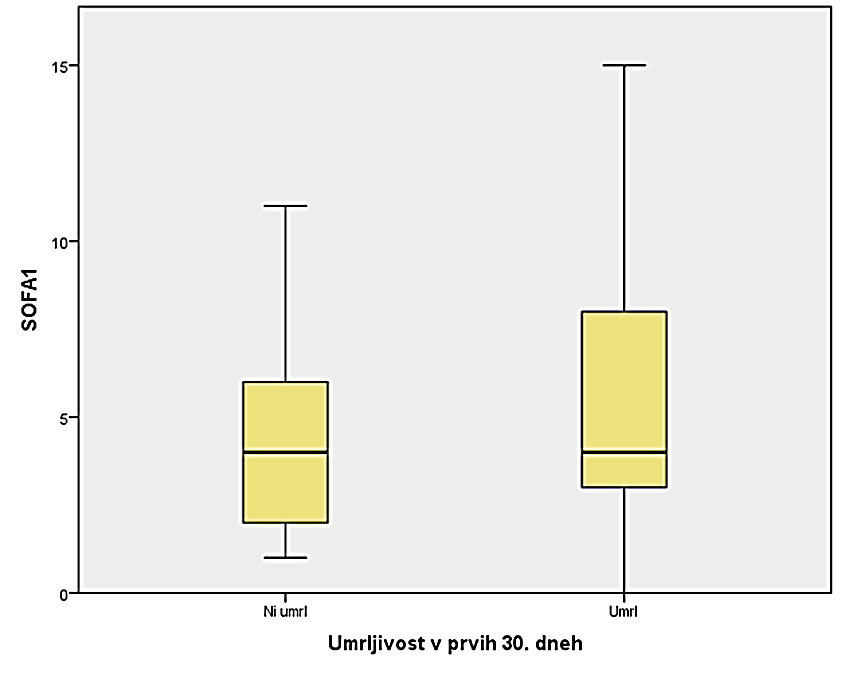 15
10
SOFA1
5
0
Ni umrl
Umrl
Umrljivost v prvih 30. dneh